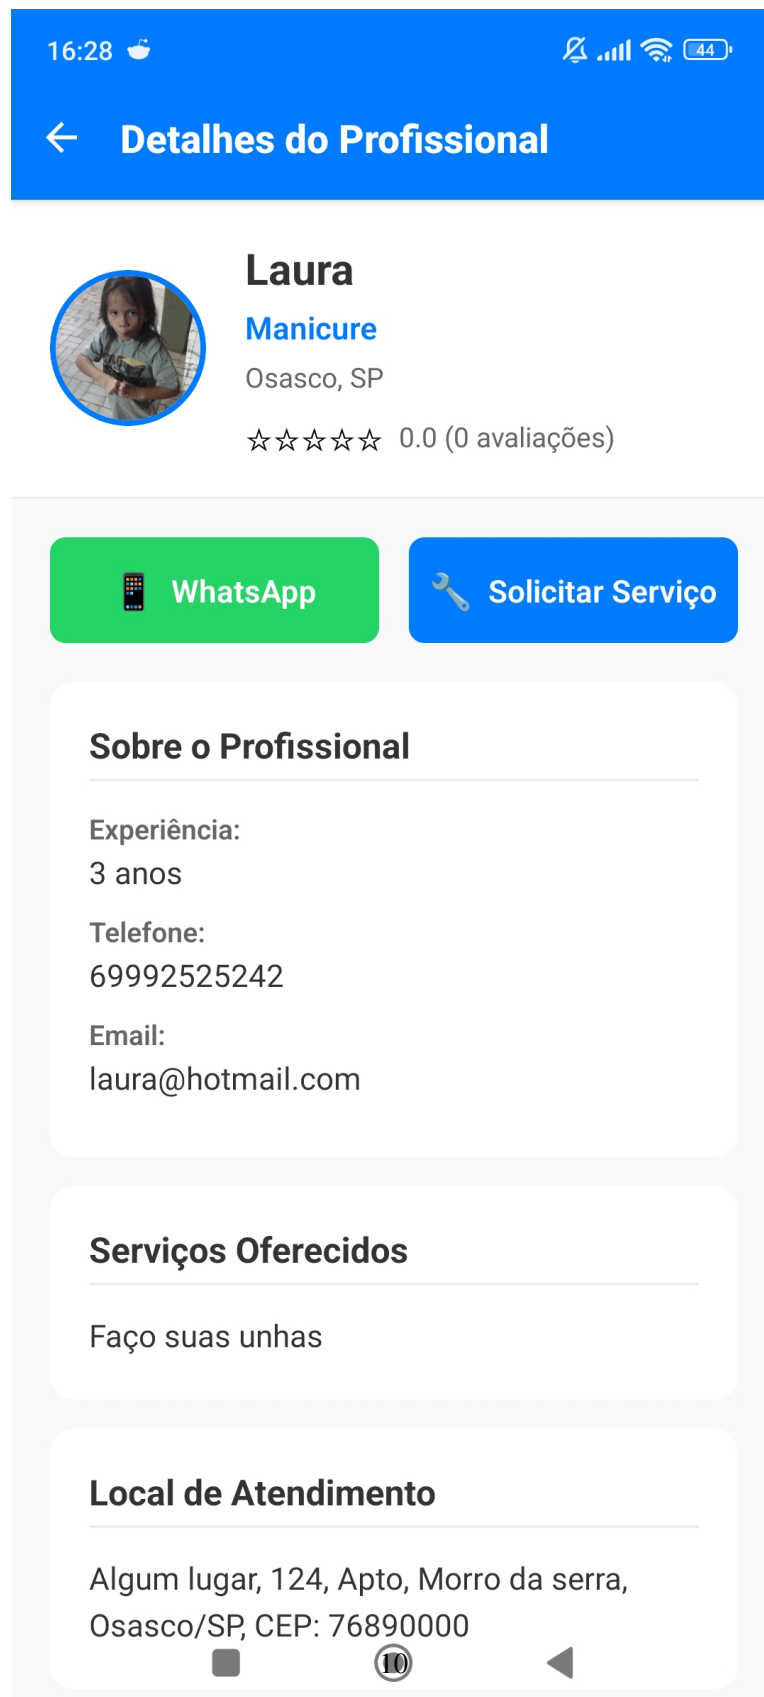 16:28
44
Detalhes do Profissional
Laura
Manicure
Osasco, SP
0.0 (0 avaliações)
WhatsApp
Solicitar Serviço
Sobre o Profissional
Experiência:
3 anos
Telefone:
69992525242
Email:
laura@hotmail.com
Serviços Oferecidos
Faço suas unhas
Local de Atendimento
Algum lugar, 124, Apto, Morro da serra,
Osasco/SP, CEP: 76890000
10